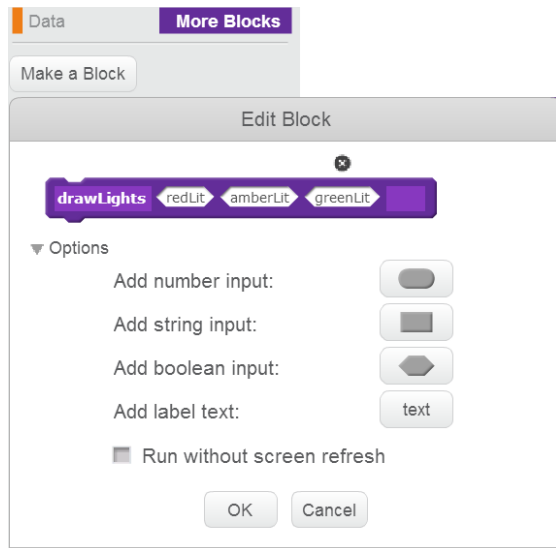 Data More Blocks
Make a Block
Edit Block
drawLights redLit amberLit greenLit
Options
Add number input:
Add string input:
Add boolean input:
Add label text: text
Run without screen refresh
OK Cancel